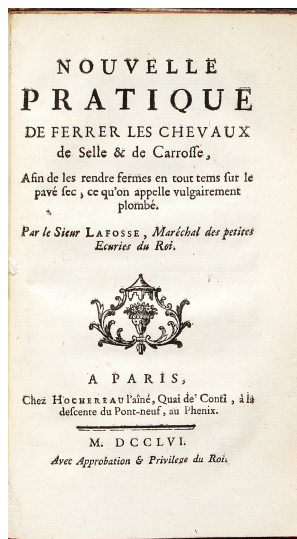 NOUVELLE
PRATIQUE
DE FERRER LES CHEVAUX
de Selle & de Carroſſe,
Afin de les rendre fermes en tout tems ſur le
pavé ſec, ce qu'on appelle vulgairement
plombé.
Par le Sieur LAFOSSE, Maréchal des petites
Ecuries du Roi.
A PARIS,
Chez HOCHEREAU l'aîné, Quai de Conti, à la
deſcente du Pont-neuf, au Phenix.
M. DCCLVI.
Avec Approbation & Privilege du Roi.